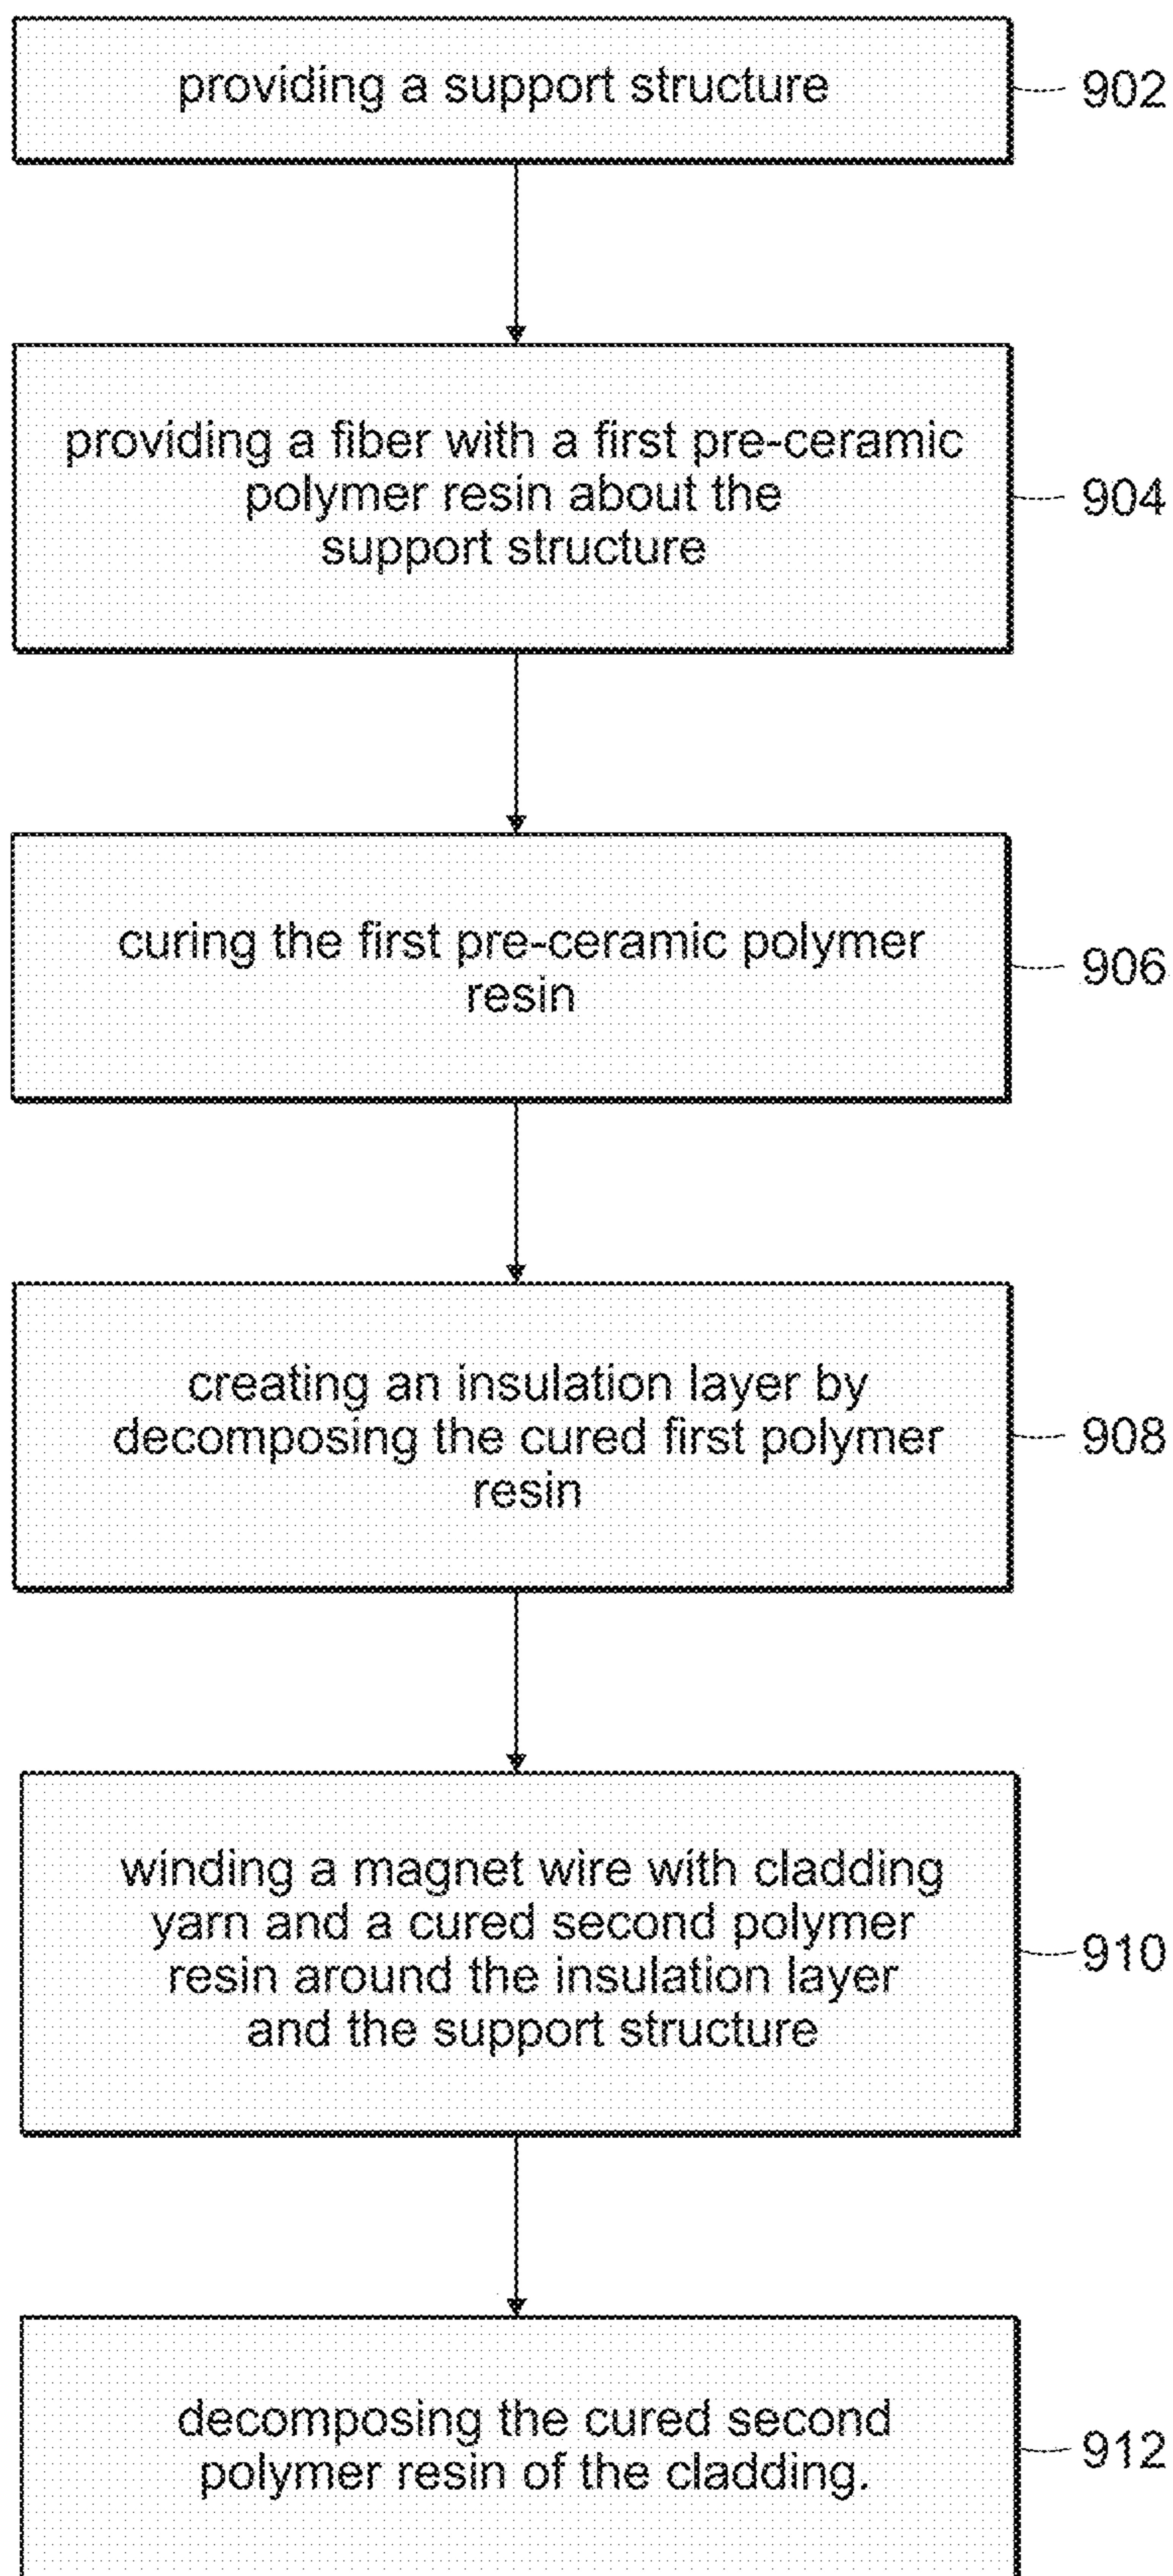 providing a support structure
902
providing a fiber with a first pre-ceramic
polymer resin about the
support structure
904
curing the first pre-ceramic polymer
resin
906
creating an insulation layer by
decomposing the cured first polymer
resin
908
winding a magnet wire with cladding
yarn and a cured second polymer
resin around the insulation layer
and the support structure
910
decomposing the cured second
polymer resin of the cladding.
912